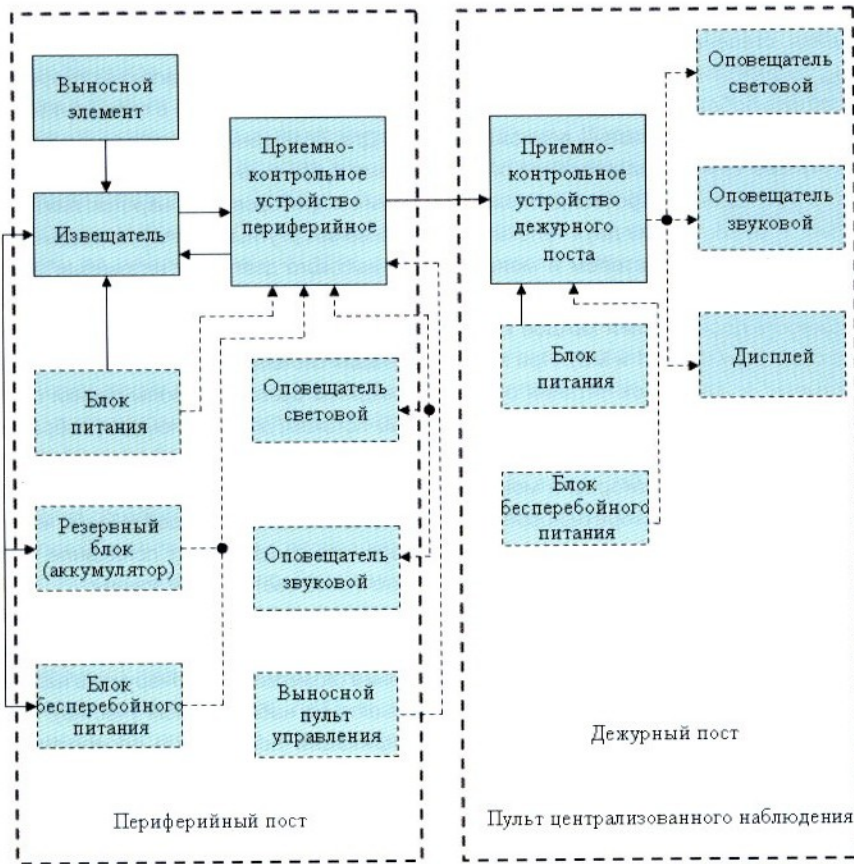 Выносной
элемент
Извещатель
Приемно-
контрольное
устройство
периферийное
Блок
питания
Оповещатель
световой
Резервный
блок
(аккумулятор)
Оповещатель
звуковой
Блок
бесперебойного
питания
Выносной
пульт
управления
Периферийный пост
Приемно-
контрольное
устройство
дежурного
поста
Оповещатель
световой
Оповещатель
звуковой
Дисплей
Блок
питания
Блок
бесперебойного
питания
Дежурный пост
Пульт централизованного наблюдения